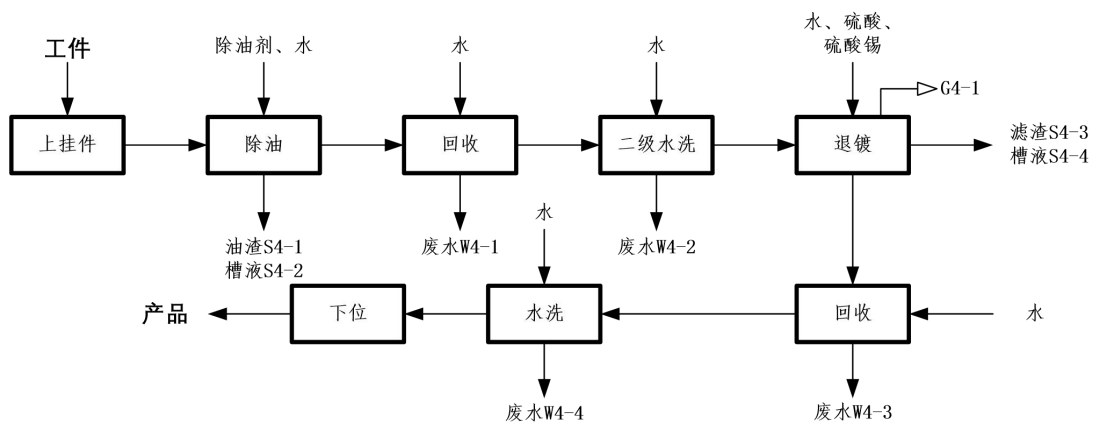 工件
除油剂、水
水
水
水、硫酸、
硫酸锡
G4-1
上挂件
除油
回收
二级水洗
退镀
滤渣S4-3
槽液S4-4
油渣S4-1
槽液S4-2
废水W4-1
水
废水W4-2
产品
下位
水洗
回收
水
废水W4-4
废水W4-3